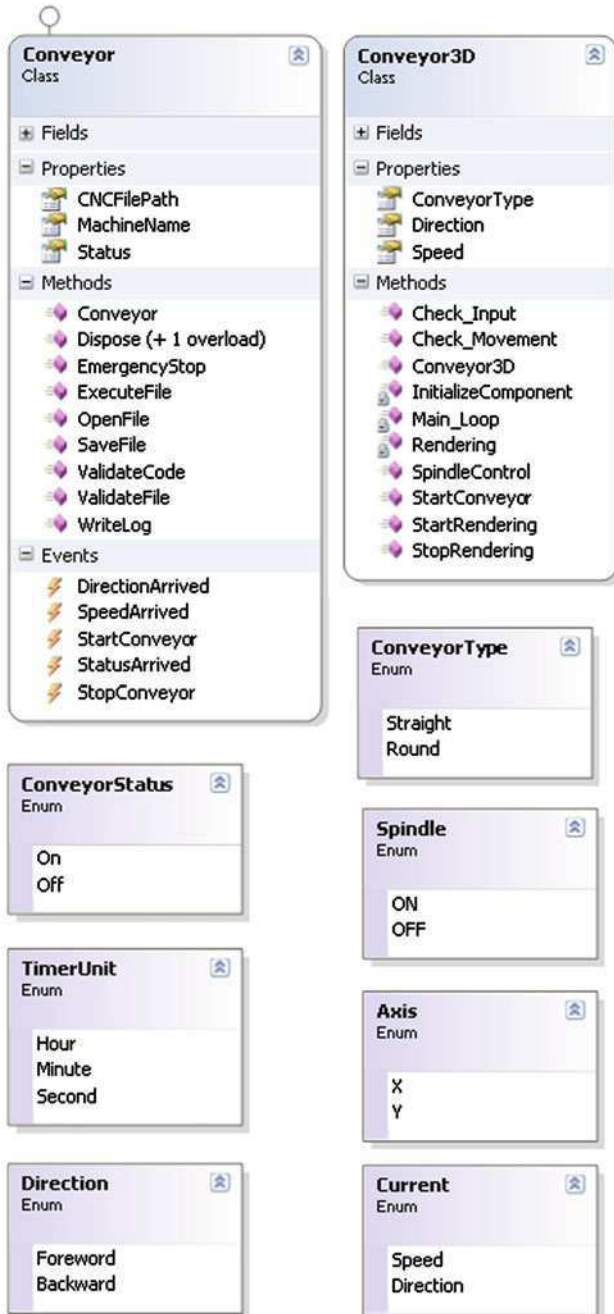 Conveyor
Class
Fields
Properties
CNCFilePath
MachineName
Status
Methods
Conveyor
Dispose (+ 1 overload)
EmergencyStop
ExecuteFile
OpenFile
SaveFile
ValidateCode
ValidateFile
WriteLog
Events
DirectionArrived
SpeedArrived
StartConveyor
StatusArrived
StopConveyor
Conveyor3D
Class
Fields
Properties
ConveyorType
Direction
Speed
Methods
Check_Input
Check_Movement
Conveyor3D
InitializeComponent
Main_Loop
Rendering
SpindleControl
StartConveyor
StartRendering
StopRendering
ConveyorType
Enum
Straight
Round
ConveyorStatus
Enum
On
Off
Spindle
Enum
ON
OFF
TimerUnit
Enum
Hour
Minute
Second
Axis
Enum
X
Y
Direction
Enum
Foreword
Backward
Current
Enum
Speed
Direction